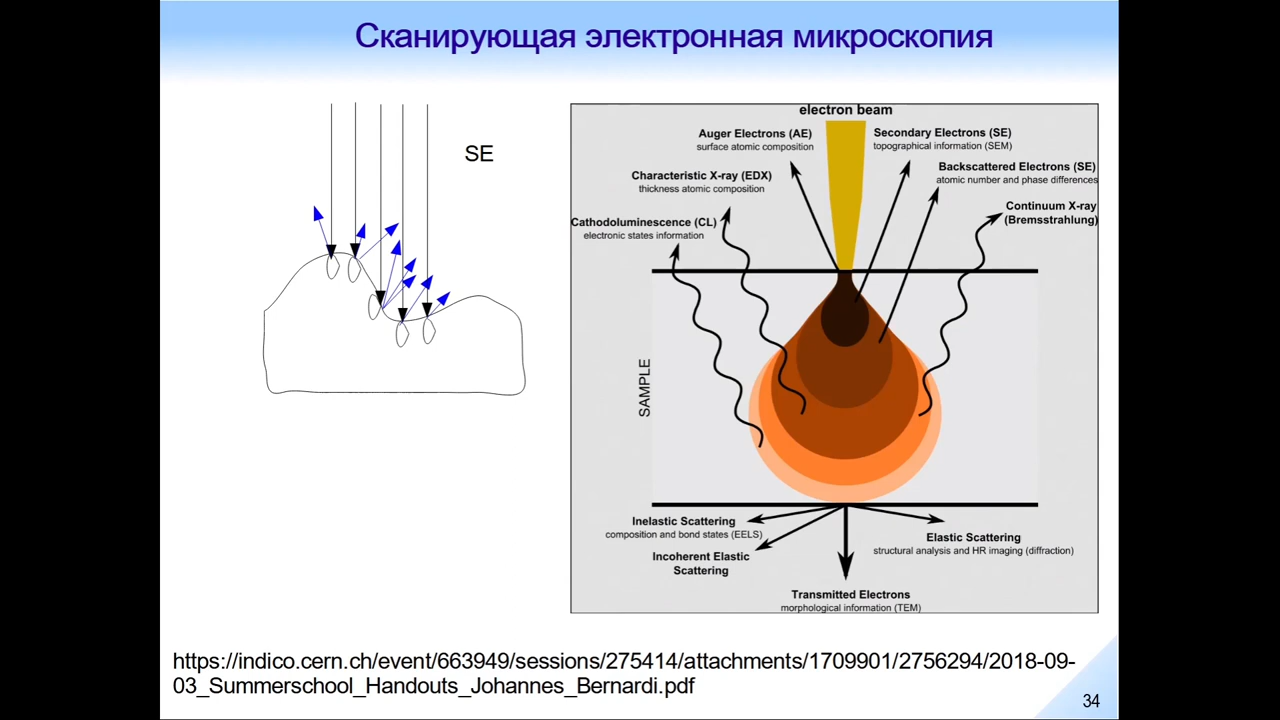 Сканирующая электронная микроскопия
SE
electron beam
Auger Electrons (AE)
surface atomic composition
Secondary Electrons (SE)
topographical information (SEM)
Characteristic X-ray (EDX)
thickness atomic composition
Backscattered Electrons (SE)
atomic number and phase differences
Cathodoluminescence (CL)
electronic states information
Continuum X-ray
(Bremsstrahlung)
SAMPLE
Inelastic Scattering
composition and bond states (EELS)
Incoherent Elastic
Scattering
Elastic Scattering
structural analysis and HR imaging (diffraction)
Transmitted Electrons
morphological information (TEM)
https://indico.cern.ch/event/663949/sessions/275414/attachments/1709901/2756294/2018-09-
03_Summerschool_Handouts_Johannes_Bernardi.pdf
34